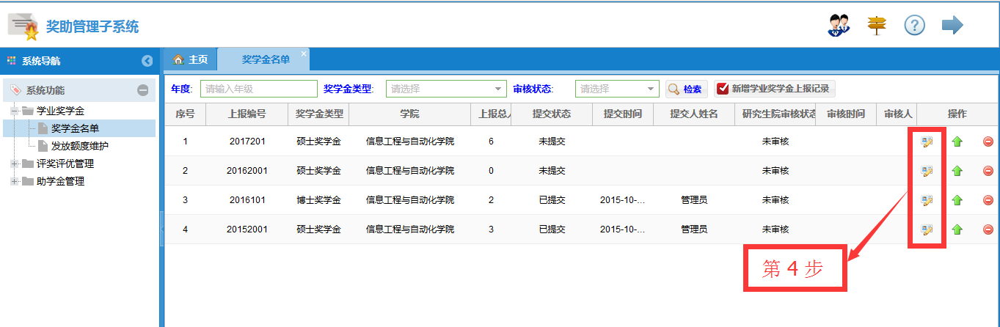 奖助管理子系统
系统导航
主页 奖学金名单
系统功能
年度: 请输入年级 奖学金类型: 请选择 审核状态: 请选择 检索 新增学业奖学金上报记录
学业奖学金
奖学金名单
发放额度维护
评奖评优管理
助学金管理
序号 上报编号 奖学金类型 学院 上报总人 提交状态 提交时间 提交人姓名 研究生院审核状态 审核时间 审核人 操作
1 2017201 硕士奖学金 信息工程与自动化学院 6 未提交 未审核
2 20162001 硕士奖学金 信息工程与自动化学院 0 未提交 未审核
3 2016101 博士奖学金 信息工程与自动化学院 2 已提交 2015-10-... 管理员 未审核
4 20152001 硕士奖学金 信息工程与自动化学院 3 已提交 2015-10-... 管理员 未审核
第 4 步